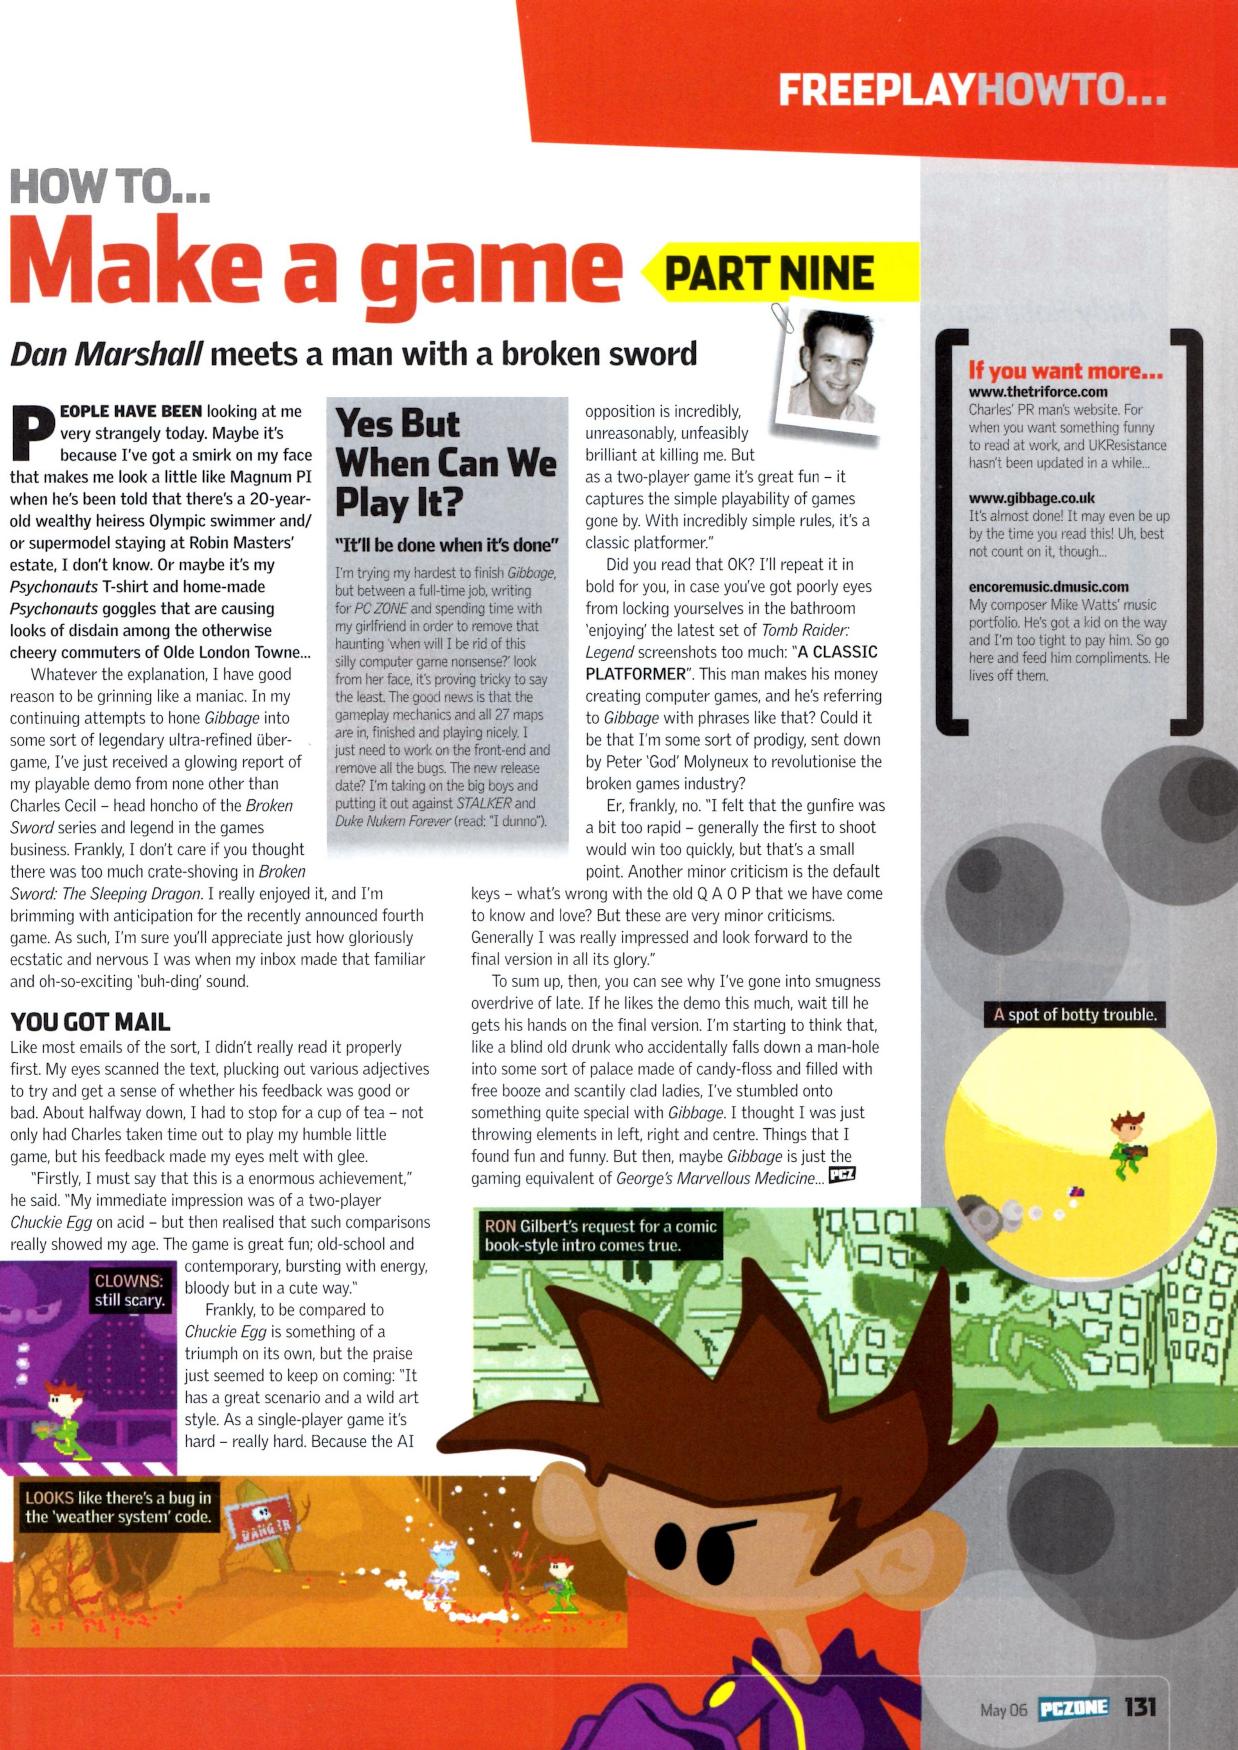 FREEPLAYHOWTO...
HOW TO...
Make a game
PART NINE
Dan Marshall meets a man with a broken sword
PEOPLE HAVE BEEN looking at me
very strangely today. Maybe it's
because I've got a smirk on my face
that makes me look a little like Magnum PI
when he's been told that there's a 20-year-
old wealthy heiress Olympic swimmer and/
or supermodel staying at Robin Masters'
estate, I don't know. Or maybe it's my
Psychonauts T-shirt and home-made
Psychonauts goggles that are causing
looks of disdain among the otherwise
cheery commuters of Olde London Towne...
Whatever the explanation, I have good
reason to be grinning like a maniac. In my
continuing attempts to hone Gibbage into
some sort of legendary ultra-refined über-
game, I've just received a glowing report of
my playable demo from none other than
Charles Cecil – head honcho of the Broken
Sword series and legend in the games
business. Frankly, I don't care if you thought
there was too much crate-shoving in Broken
Sword: The Sleeping Dragon. I really enjoyed it, and I'm
brimming with anticipation for the recently announced fourth
game. As such, I'm sure you'll appreciate just how gloriously
ecstatic and nervous I was when my inbox made that familiar
and oh-so-exciting 'buh-ding' sound.
YOU GOT MAIL
Like most emails of the sort, I didn't really read it properly
first. My eyes scanned the text, plucking out various adjectives
to try and get a sense of whether his feedback was good or
bad. About halfway down, I had to stop for a cup of tea – not
only had Charles taken time out to play my humble little
game, but his feedback made my eyes melt with glee.
"Firstly, I must say that this is a enormous achievement,"
he said. "My immediate impression was of a two-player
Chuckie Egg on acid – but then realised that such comparisons
really showed my age. The game is great fun; old-school and
contemporary, bursting with energy,
bloody but in a cute way."
Frankly, to be compared to
Chuckie Egg is something of a
triumph on its own, but the praise
just seemed to keep on coming: "It
has a great scenario and a wild art
style. As a single-player game it's
hard – really hard. Because the AI
Yes But
When Can We
Play It?
"It'll be done when it's done"
I'm trying my hardest to finish Gibbage,
but between a full-time job, writing
for PC ZONE and spending time with
my girlfriend in order to remove that
haunting 'when will I be rid of this
silly computer game nonsense?' look
from her face, it's proving tricky to say
the least. The good news is that the
gameplay mechanics and all 27 maps
are in, finished and playing nicely. I
just need to work on the front-end and
remove all the bugs. The new release
date? I'm taking on the big boys and
putting it out against STALKER and
Duke Nukem Forever (read: "I dunno").
opposition is incredibly,
unreasonably, unfeasibly
brilliant at killing me. But
as a two-player game it's great fun – it
captures the simple playability of games
gone by. With incredibly simple rules, it's a
classic platformer."
Did you read that OK? I'll repeat it in
bold for you, in case you've got poorly eyes
from locking yourselves in the bathroom
'enjoying' the latest set of Tomb Raider:
Legend screenshots too much: "A CLASSIC
PLATFORMER". This man makes his money
creating computer games, and he's referring
to Gibbage with phrases like that? Could it
be that I'm some sort of prodigy, sent down
by Peter 'God' Molyneux to revolutionise the
broken games industry?
Er, frankly, no. "I felt that the gunfire was
a bit too rapid – generally the first to shoot
would win too quickly, but that's a small
point. Another minor criticism is the default
keys – what's wrong with the old Q A O P that we have come
to know and love? But these are very minor criticisms.
Generally I was really impressed and look forward to the
final version in all its glory."
To sum up, then, you can see why I've gone into smugness
overdrive of late. If he likes the demo this much, wait till he
gets his hands on the final version. I'm starting to think that,
like a blind old drunk who accidentally falls down a man-hole
into some sort of palace made of candy-floss and filled with
free booze and scantily clad ladies, I've stumbled onto
something quite special with Gibbage. I thought I was just
throwing elements in left, right and centre. Things that I
found fun and funny. But then, maybe Gibbage is just the
gaming equivalent of George's Marvellous Medicine... PCZ
If you want more...
www.thetriforce.com
Charles' PR man's website. For
when you want something funny
to read at work, and UKResistance
hasn't been updated in a while...
www.gibbage.co.uk
It's almost done! It may even be up
by the time you read this! Uh, best
not count on it, though...
encoremusic.dmusic.com
My composer Mike Watts' music
portfolio. He's got a kid on the way
and I'm too tight to pay him. So go
here and feed him compliments. He
lives off them.
A spot of botty trouble.
RON Gilbert's request for a comic
book-style intro comes true.
CLOWNS:
still scary.
LOOKS like there's a bug in
the 'weather system' code.
DANGER
May 06 PCZONE 131